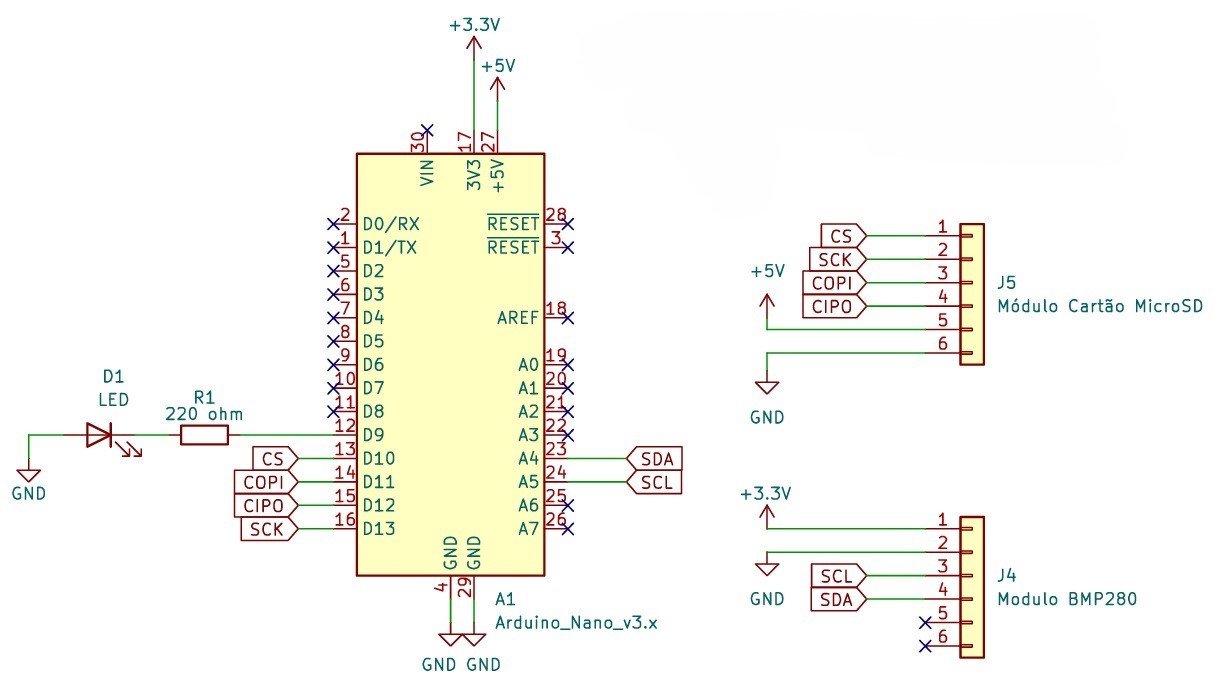 +3.3V
+5V
30
17
27
VIN
3V3
+5V
2 D0/RX
1 D1/TX
5 D2
6 D3
7 D4
8 D5
9 D6
10 D7
11 D8
12 D9
13 D10
14 D11
15 D12
16 D13
RESET 28
RESET 3
AREF 18
A0 19
A1 20
A2 21
A3 22
A4 23
A5 24
A6 25
A7 26
GND
GND
4
29
GND GND
A1
Arduino_Nano_v3.x
D1
LED
R1
220 ohm
GND
CS
COPI
CIPO
SCK
SDA
SCL
CS 1
SCK 2
COPI 3
CIPO 4
5
6
+5V
GND
J5
Módulo Cartão MicroSD
+3.3V
GND
1
2
SCL 3
SDA 4
5
6
J4
Modulo BMP280